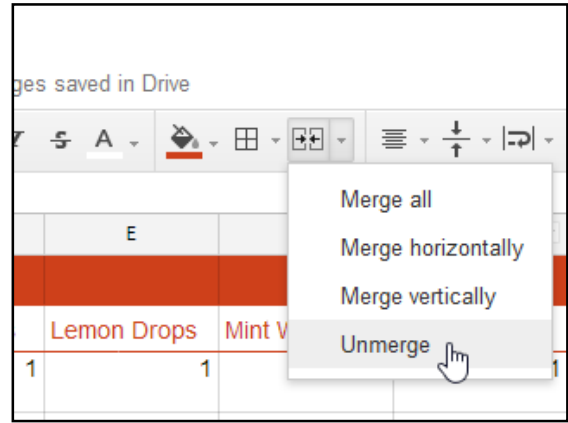 ges saved in Drive
A
Merge all
E
Merge horizontally
Merge vertically
Lemon Drops Mint
Unmerge
1 1 1